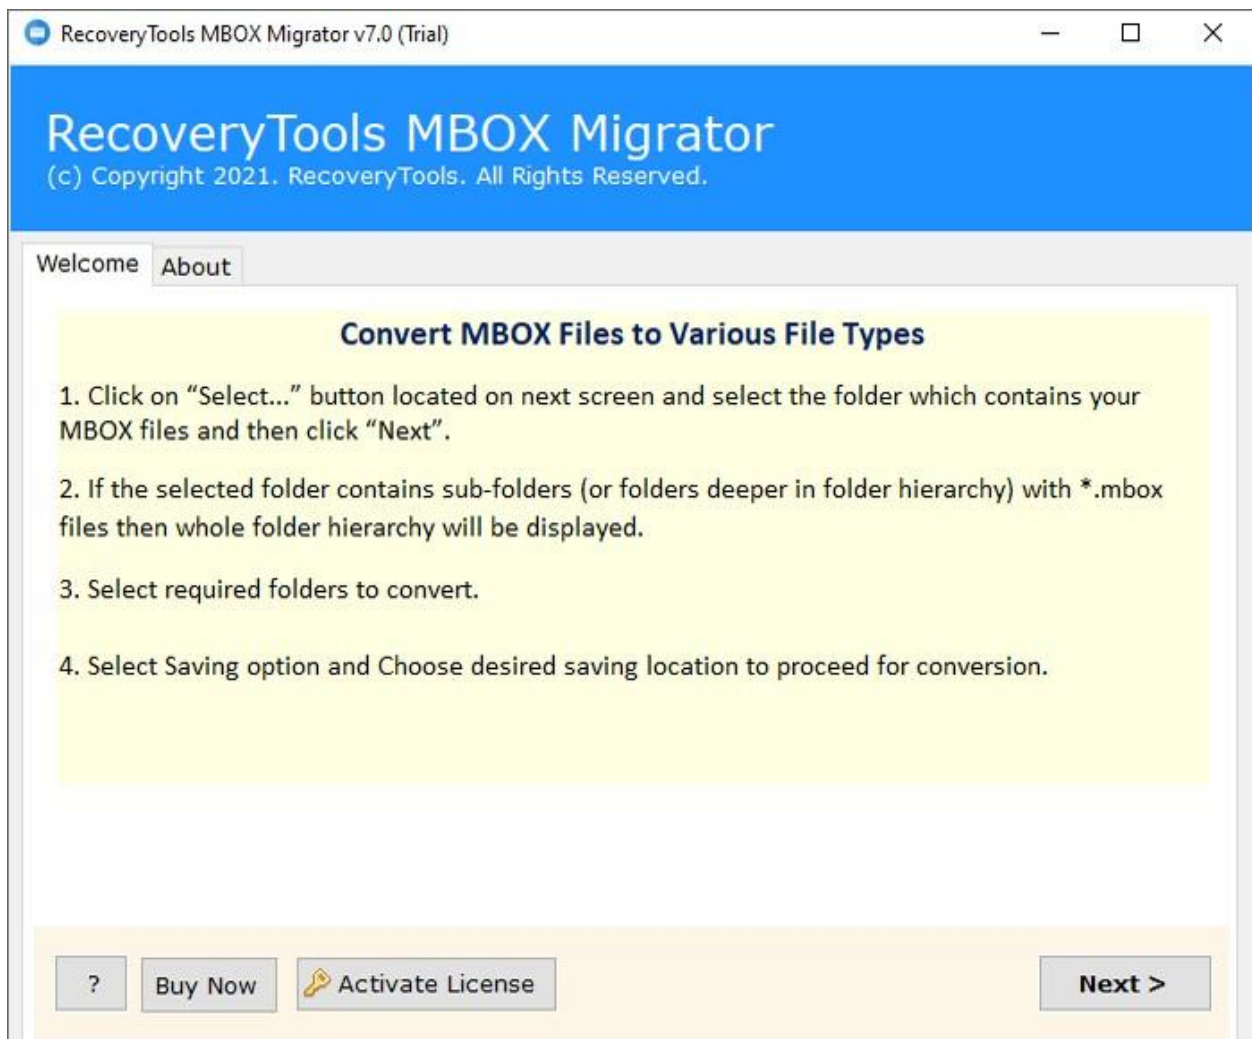 RecoveryTools MBOX Migrator v7.0 (Trial)
RecoveryTools MBOX Migrator
(c) Copyright 2021. RecoveryTools. All Rights Reserved.
Welcome About
Convert MBOX Files to Various File Types
1. Click on “Select...” button located on next screen and select the folder which contains your
MBOX files and then click “Next”.
2. If the selected folder contains sub-folders (or folders deeper in folder hierarchy) with *.mbox
files then whole folder hierarchy will be displayed.
3. Select required folders to convert.
4. Select Saving option and Choose desired saving location to proceed for conversion.
? Buy Now Activate License Next >